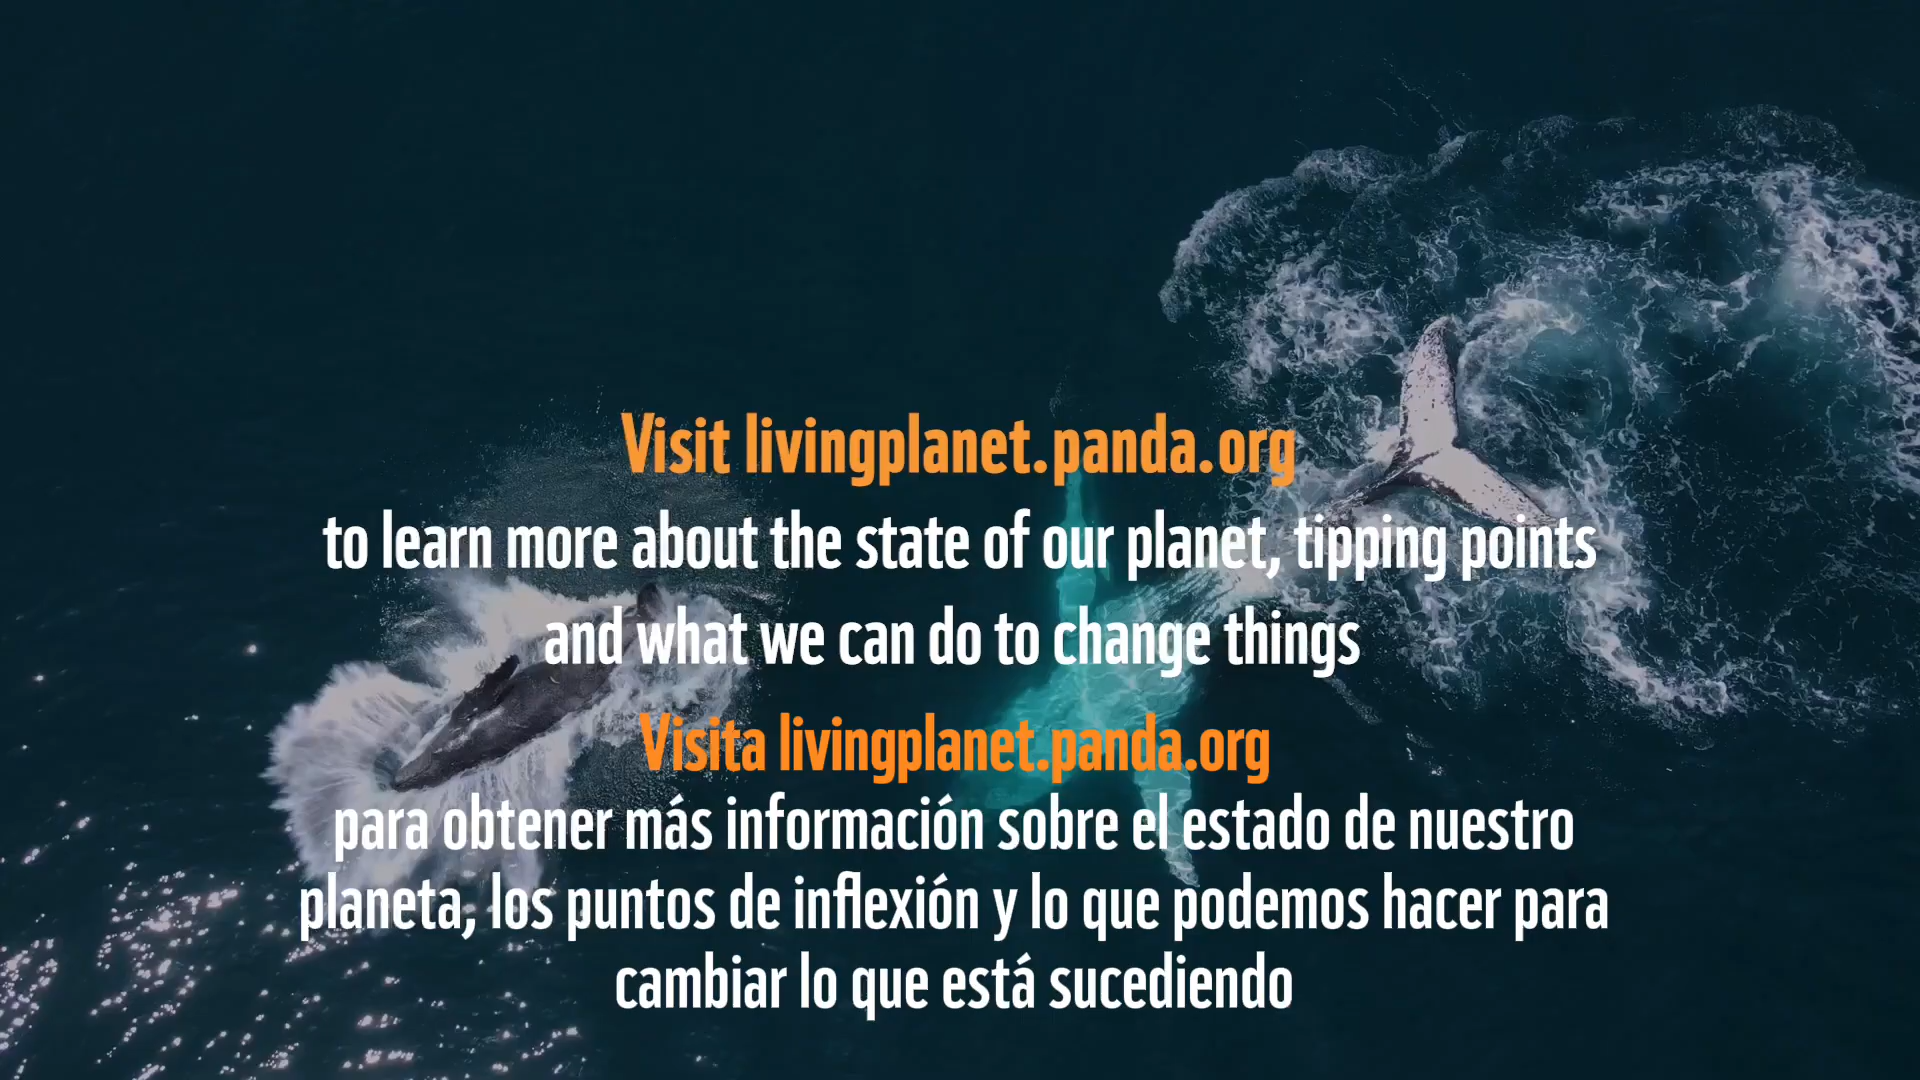 Visit livingplanet.panda.org
to learn more about the state of our planet, tipping points
and what we can do to change things
Visita livingplanet.panda.org
para obtener más información sobre el estado de nuestro
planeta, los puntos de inflexión y lo que podemos hacer para
cambiar lo que está sucediendo